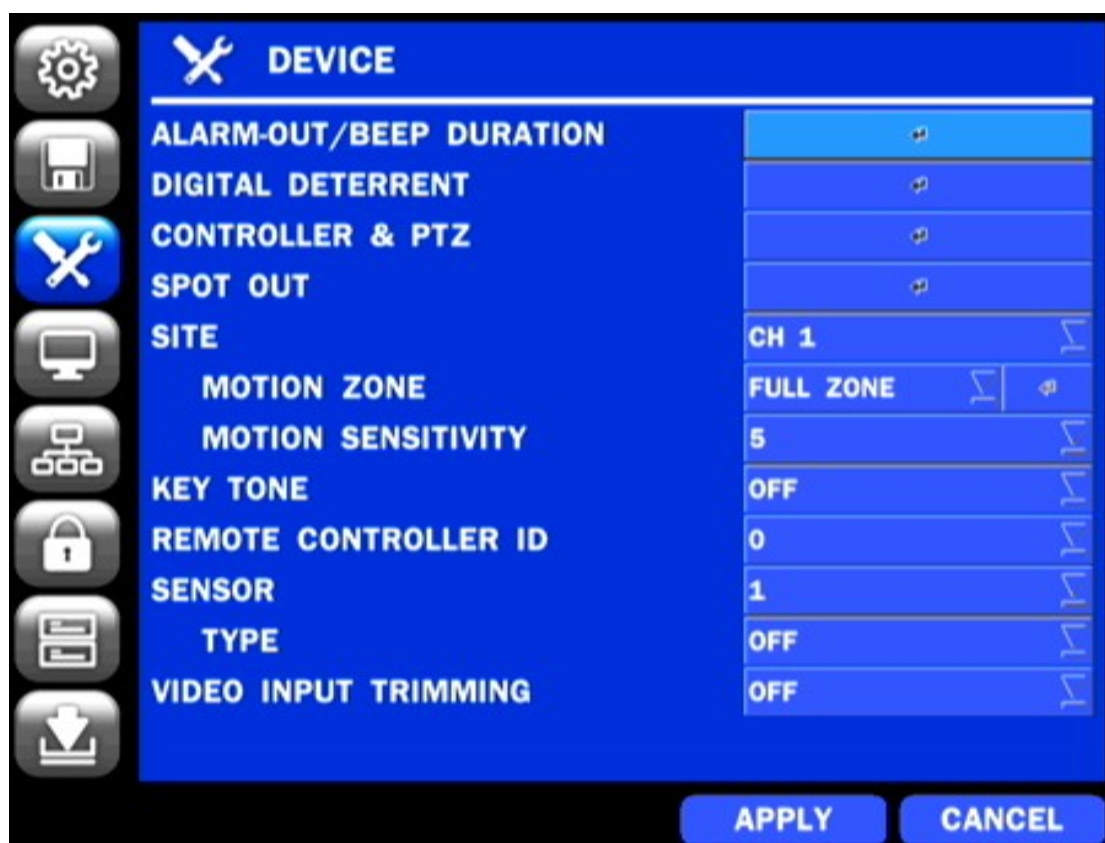 DEVICE
ALARM-OUT/BEEP DURATION
DIGITAL DETERRENT
CONTROLLER & PTZ
SPOT OUT
SITE CH 1
MOTION ZONE FULL ZONE
MOTION SENSITIVITY 5
KEY TONE OFF
REMOTE CONTROLLER ID 0
SENSOR 1
TYPE OFF
VIDEO INPUT TRIMMING OFF
APPLY CANCEL